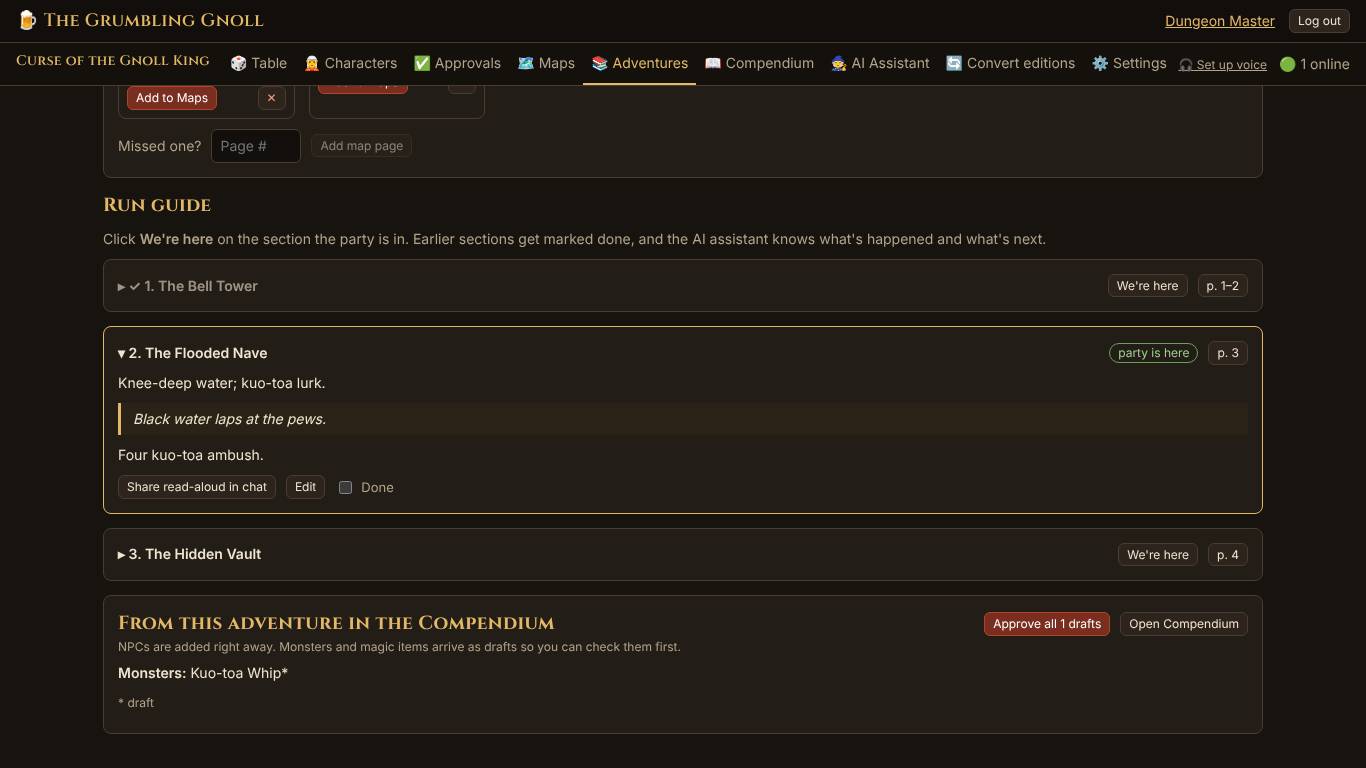 🍺 The Grumbling Gnoll
Dungeon Master
Log out
Curse of the Gnoll King
🎲 Table
🧝 Characters
✅ Approvals
🗺️ Maps
📚 Adventures
📖 Compendium
🧙 AI Assistant
🔄 Convert editions
⚙️ Settings
🎧 Set up voice
🟢 1 online
Add to Maps
✕
Missed one?
Page #
Add map page
Run guide
Click We're here on the section the party is in. Earlier sections get marked done, and the AI assistant knows what's happened and what's next.
▸ ✓ 1. The Bell Tower
We're here
p. 1–2
▾ 2. The Flooded Nave
party is here
p. 3
Knee-deep water; kuo-toa lurk.
Black water laps at the pews.
Four kuo-toa ambush.
Share read-aloud in chat
Edit
Done
▸ 3. The Hidden Vault
We're here
p. 4
From this adventure in the Compendium
Approve all 1 drafts
Open Compendium
NPCs are added right away. Monsters and magic items arrive as drafts so you can check them first.
Monsters: Kuo-toa Whip*
* draft